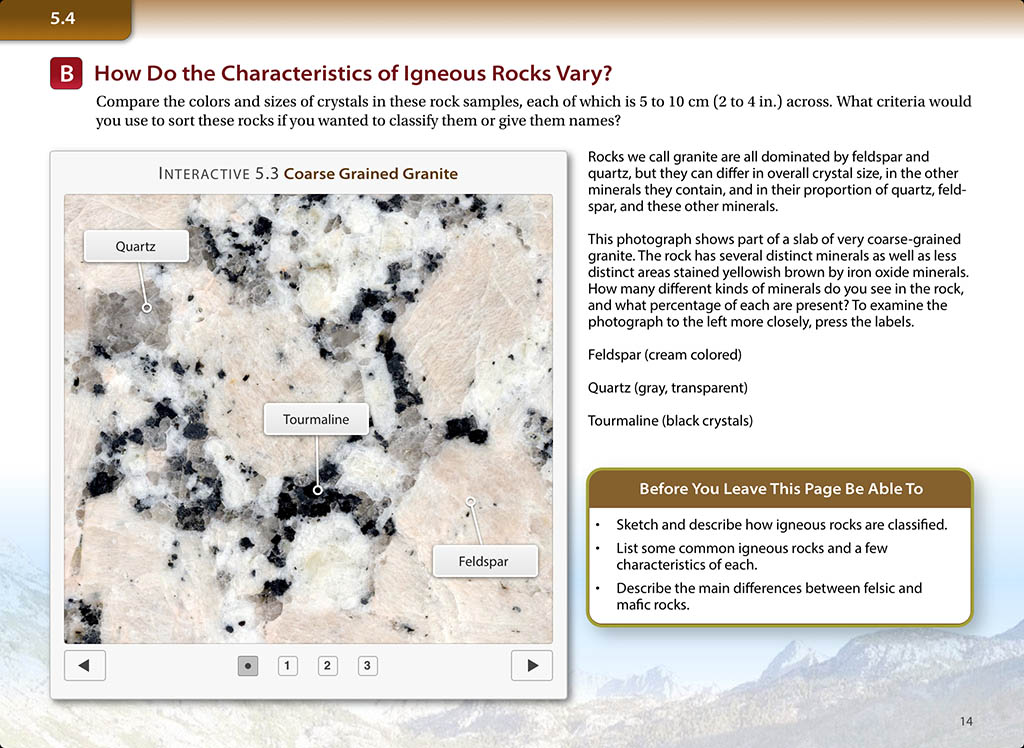 5.4
B How Do the Characteristics of Igneous Rocks Vary?
Compare the colors and sizes of crystals in these rock samples, each of which is 5 to 10 cm (2 to 4 in.) across. What criteria would
you use to sort these rocks if you wanted to classify them or give them names?
INTERACTIVE 5.3 Coarse Grained Granite
Quartz
Tourmaline
Feldspar
1
2
3
Rocks we call granite are all dominated by feldspar and
quartz, but they can differ in overall crystal size, in the other
minerals they contain, and in their proportion of quartz, feld-
spar, and these other minerals.
This photograph shows part of a slab of very coarse-grained
granite. The rock has several distinct minerals as well as less
distinct areas stained yellowish brown by iron oxide minerals.
How many different kinds of minerals do you see in the rock,
and what percentage of each are present? To examine the
photograph to the left more closely, press the labels.
Feldspar (cream colored)
Quartz (gray, transparent)
Tourmaline (black crystals)
Before You Leave This Page Be Able To
• Sketch and describe how igneous rocks are classified.
• List some common igneous rocks and a few
characteristics of each.
• Describe the main differences between felsic and
mafic rocks.
14